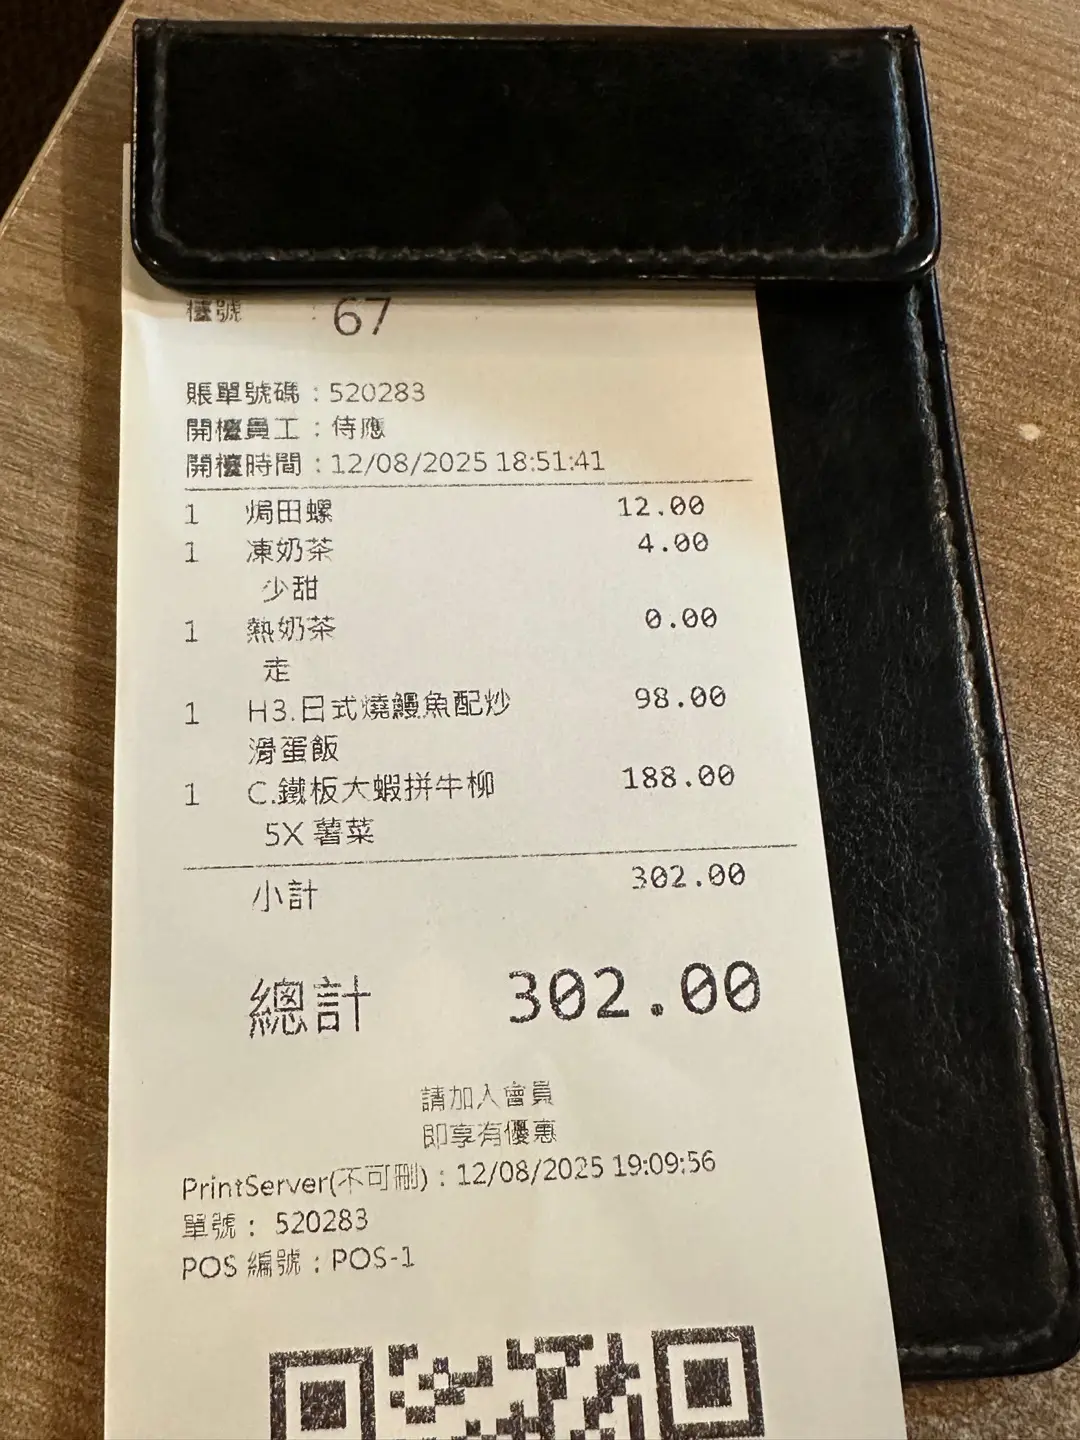 檯號 : 67
賬單號碼 : 520283
開檯員工 : 侍應
開檯時間 : 12/08/2025 18:51:41
1 焗田螺 12.00
1 凍奶茶 4.00
少甜
1 熱奶茶 0.00
走
1 H3.日式燒鰻魚配炒 98.00
滑蛋飯
1 C.鐵板大蝦拼牛柳 188.00
5X 薯菜
小計 302.00
總計 302.00
請加入會員
即享有優惠
PrintServer(不可刪) : 12/08/2025 19:09:56
單號 : 520283
POS 編號 : POS-1